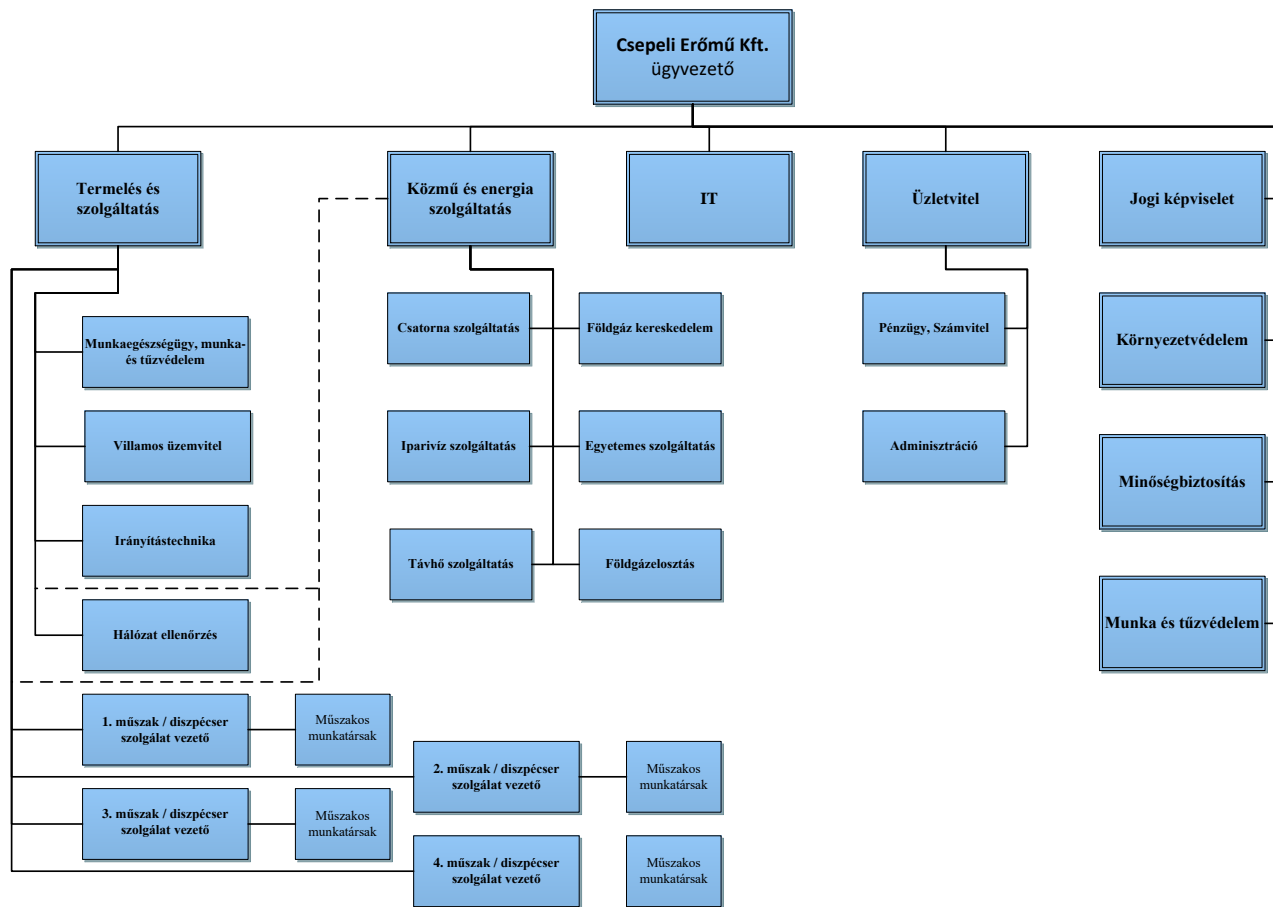 Csepeli Erőmű Kft.
ügyvezető
Termelés és
szolgáltatás
Közmű és energia
szolgáltatás
IT
Üzletvitel
Jogi képviselet
Munkaegészségügy, munka-
és tűzvédelem
Villamos üzemvitel
Irányítástechnika
Hálózat ellenőrzés
Csatorna szolgáltatás
Földgáz kereskedelem
Iparivíz szolgáltatás
Egyetemes szolgáltatás
Távhő szolgáltatás
Földgázelosztás
Pénzügy, Számvitel
Adminisztráció
Környezetvédelem
Minőségbiztosítás
Munka és tűzvédelem
1. műszak / diszpécser
szolgálat vezető
Műszakos
munkatársak
2. műszak / diszpécser
szolgálat vezető
Műszakos
munkatársak
3. műszak / diszpécser
szolgálat vezető
Műszakos
munkatársak
4. műszak / diszpécser
szolgálat vezető
Műszakos
munkatársak